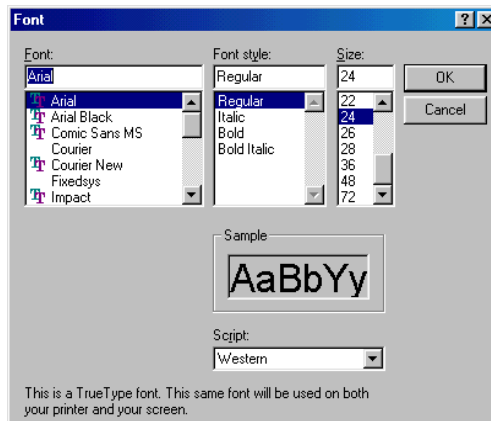 Font
Font: Font style: Size:
Arial Regular 24
OK
Cancel
Arial
Arial Black
Comic Sans MS
Courier
Courier New
Fixedsys
Impact
Regular
Italic
Bold
Bold Italic
22
24
26
28
36
48
72
Sample
AaBbYy
Script:
Western
This is a TrueType font. This same font will be used on both
your printer and your screen.